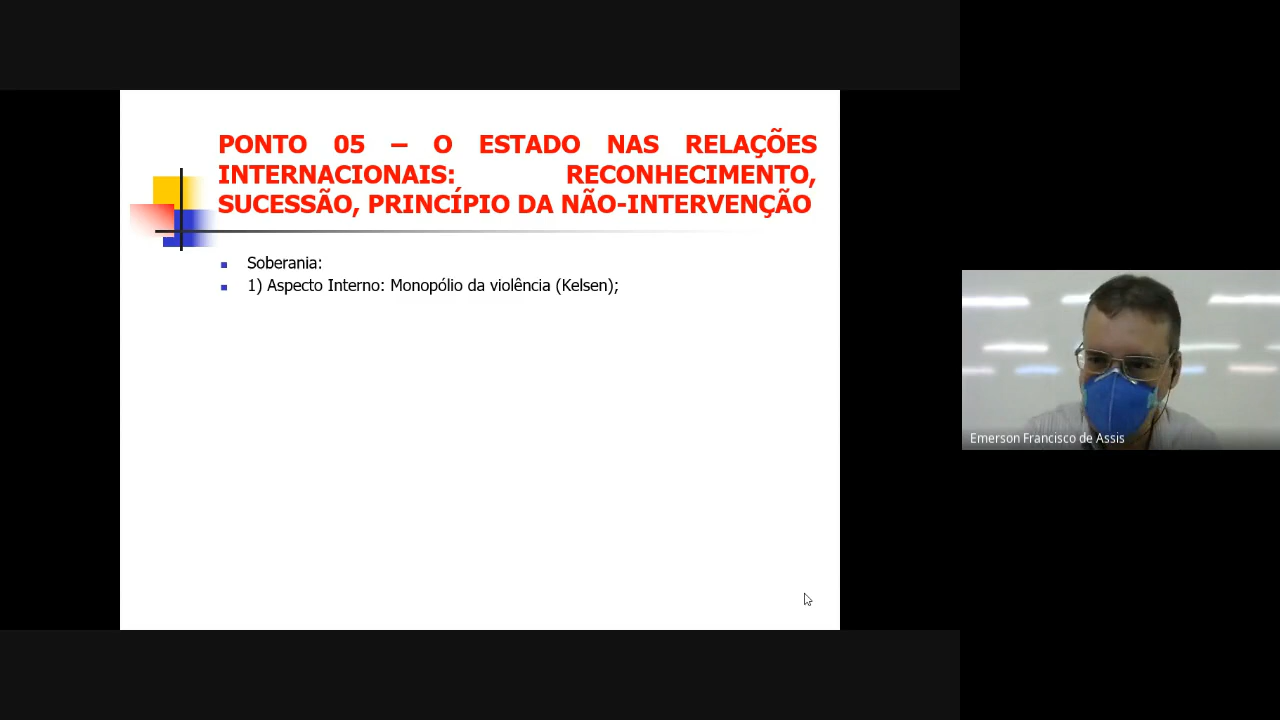 PONTO 05 – O ESTADO NAS RELAÇÕES
INTERNACIONAIS: RECONHECIMENTO,
SUCESSÃO, PRINCÍPIO DA NÃO-INTERVENÇÃO
Soberania:
1) Aspecto Interno: Monopólio da violência (Kelsen);
Emerson Francisco de Assis